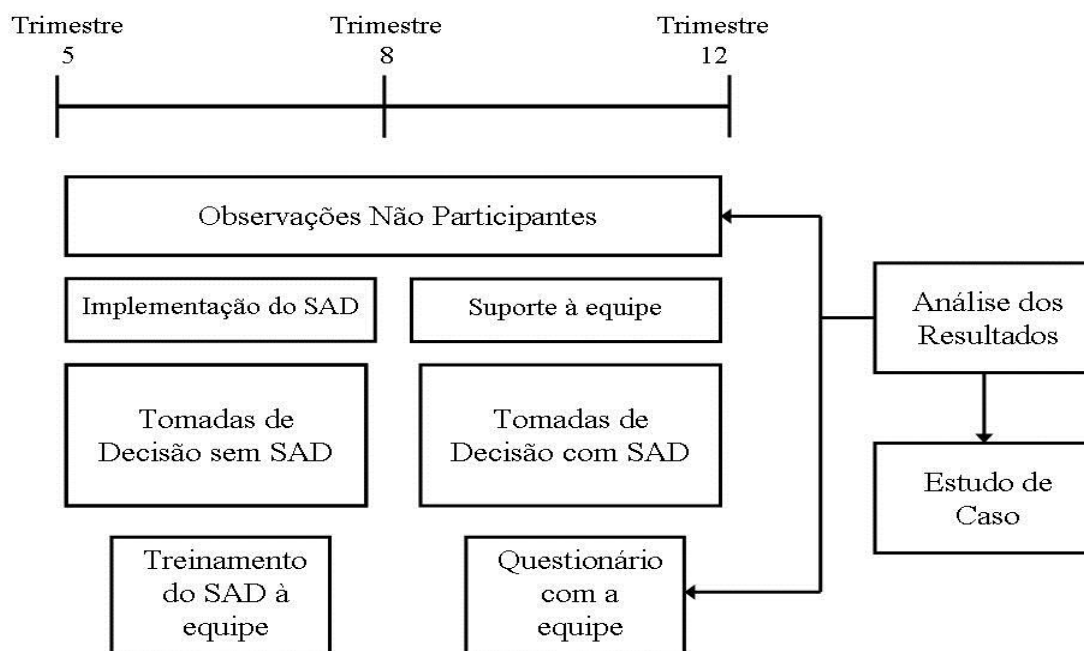 Trimestre
5
Trimestre
8
Trimestre
12
Observações Não Participantes
Implementação do SAD
Suporte à equipe
Tomadas de
Decisão sem SAD
Tomadas de
Decisão com SAD
Treinamento
do SAD à
equipe
Questionário
com a
equipe
Análise dos
Resultados
Estudo de
Caso